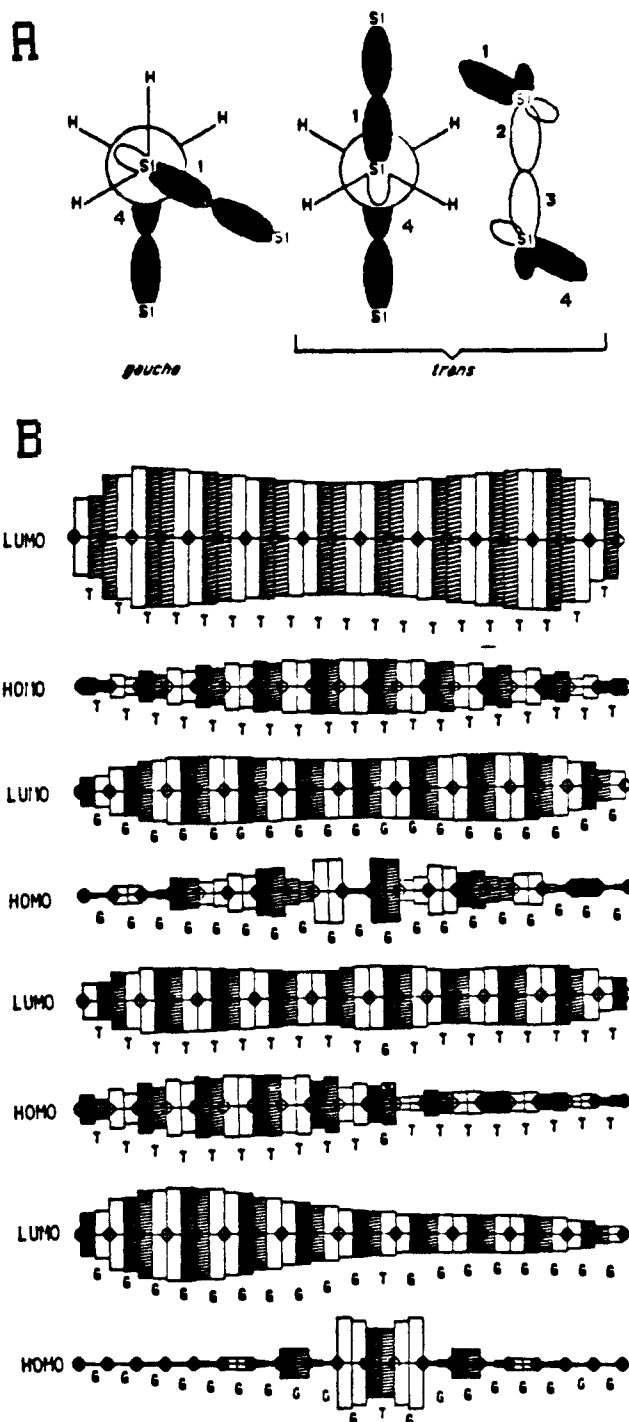 A
Si
H H H H
Si 1
4
Si
Si
Si
1
H H
Si
H H
4
Si
1
Si
2
3
Si
4
gauche
trans
B
LUMO
T T T T T T T T T T T T T T T T T T T
HOMO
T T T T T T T T T T T T T T T T T T T
LUMO
G G G G G G G G G G G G G G G G G G G
HOMO
G G G G G G G G G G G G G G G G G G G
LUMO
T T T T T T T T T T G T T T T T T T T
HOMO
T T T T T T T T T T G T T T T T T T T
LUMO
G G G G G G G G G G T G G G G G G G G
HOMO
G G G G G G G G G G T G G G G G G G G